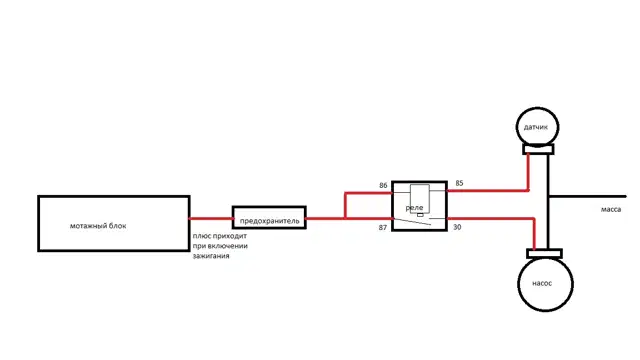 датчик
86
85
реле
мотажный блок
предохранитель
масса
87
30
плюс приходит
при включении
зажигания
насос